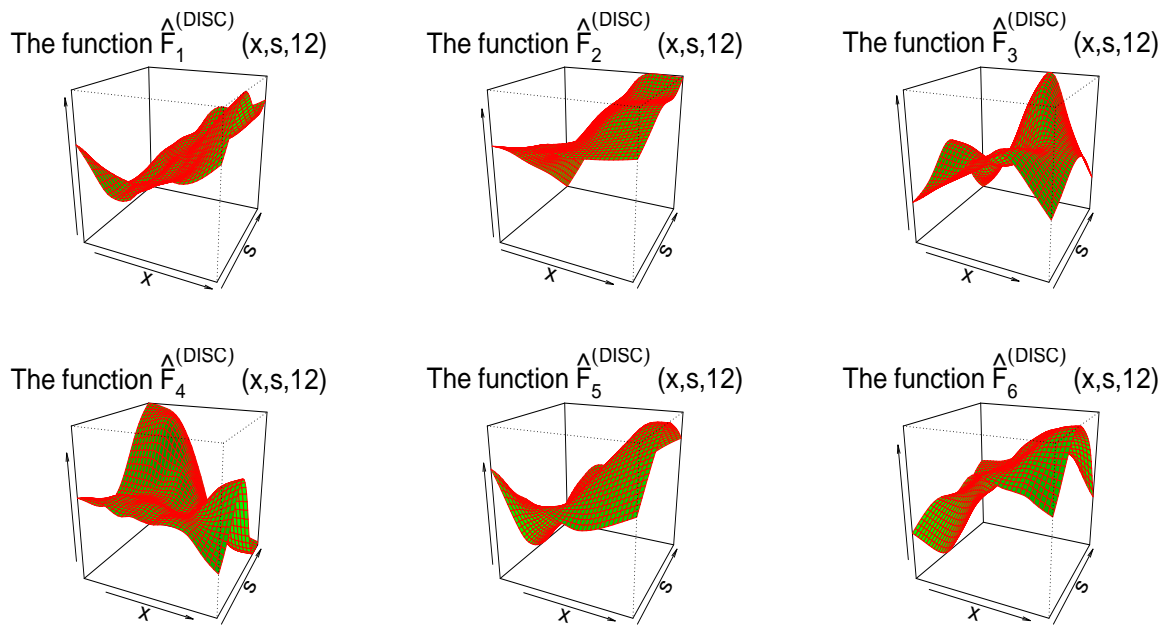 The function F̂₁^(DISC) (x,s,12)
The function F̂₂^(DISC) (x,s,12)
The function F̂₃^(DISC) (x,s,12)
x
s
x
s
x
s
The function F̂₄^(DISC) (x,s,12)
The function F̂₅^(DISC) (x,s,12)
The function F̂₆^(DISC) (x,s,12)
x
s
x
s
x
s